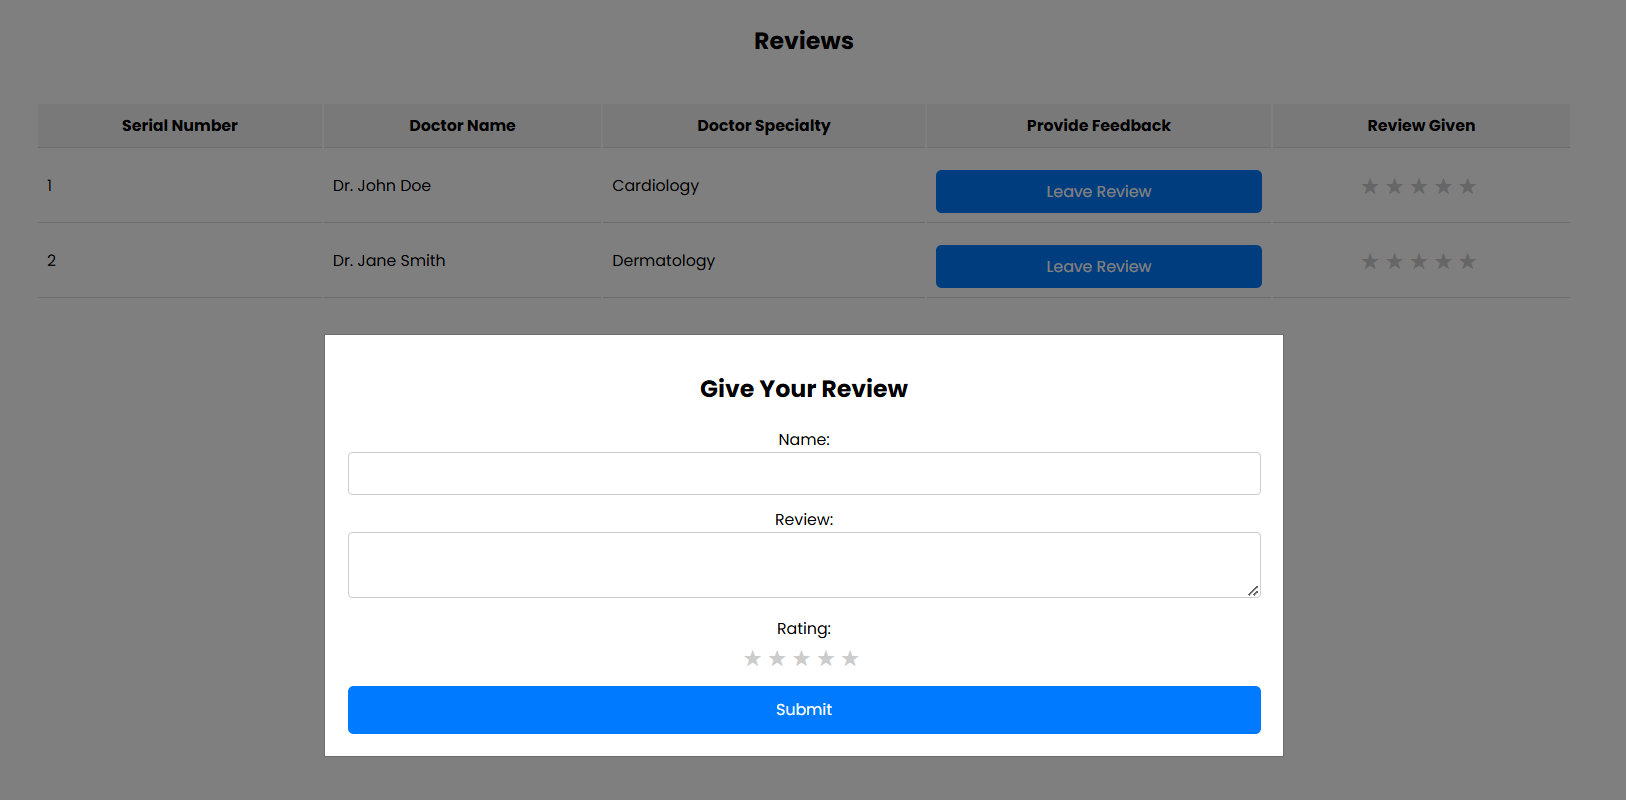 Reviews
Serial Number Doctor Name Doctor Specialty Provide Feedback Review Given
1 Dr. John Doe Cardiology Leave Review ★ ★ ★ ★ ★
2 Dr. Jane Smith Dermatology Leave Review ★ ★ ★ ★ ★
Give Your Review
Name:
Review:
Rating:
★ ★ ★ ★ ★
Submit